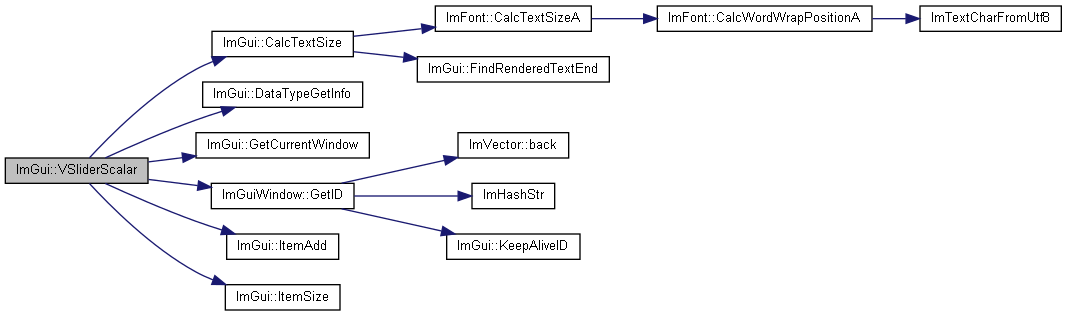 ImGui::VSliderScalar
ImGui::CalcTextSize
ImFont::CalcTextSizeA
ImFont::CalcWordWrapPositionA
ImTextCharFromUtf8
ImGui::FindRenderedTextEnd
ImGui::DataTypeGetInfo
ImGui::GetCurrentWindow
ImGuiWindow::GetID
ImVector::back
ImHashStr
ImGui::KeepAliveID
ImGui::ItemAdd
ImGui::ItemSize